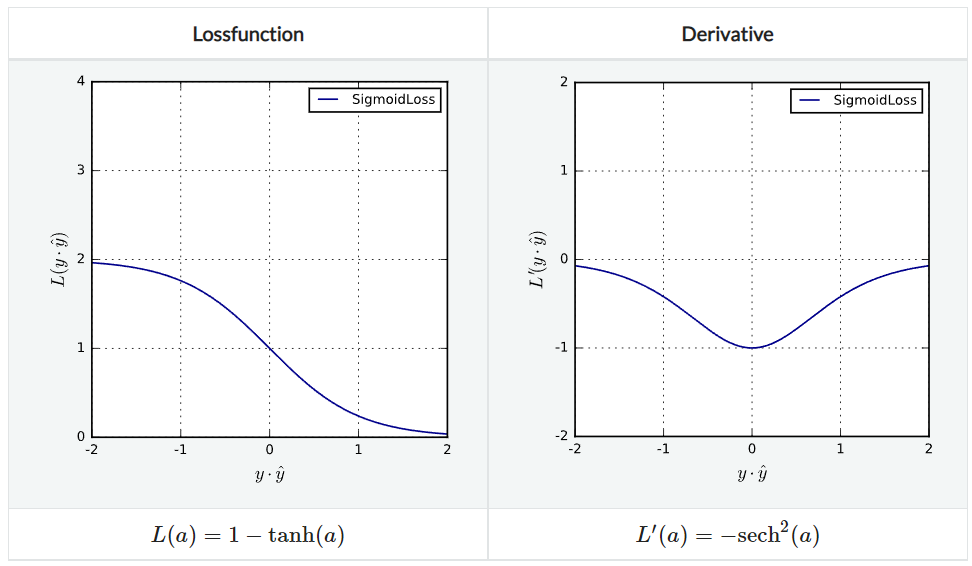 Lossfunction
Derivative
4
3
2
1
0
-2
-1
0
1
2
L(y · ŷ)
y · ŷ
SigmoidLoss
2
1
0
-1
-2
-2
-1
0
1
2
L'(y · ŷ)
y · ŷ
SigmoidLoss
L(a) = 1 − tanh(a)
L′(a) = −sech²(a)